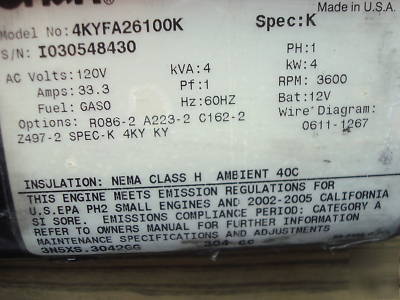 Made in U.S.A.
Model No:4KYFA26100K Spec:K
S/N: I030548430 PH:1
AC Volts:120V kVA:4 kW:4
Amps:33.3 Pf:1 RPM: 3600
Fuel: GASO Hz:60HZ Bat:12V
Options: R086-2 A223-2 C162-2 Wire Diagram:
Z497-2 SPEC-K 4KY KY 0611-1267
INSULATION: NEMA CLASS H AMBIENT 40C
THIS ENGINE MEETS EMISSION REGULATIONS FOR
U.S.EPA PH2 SMALL ENGINES AND 2002-2005 CALIFORNIA
SI SORE. EMISSIONS COMPLIANCE PERIOD: CATEGORY A
REFER TO OWNERS MANUAL FOR FURTHER INFORMATION
MAINTENANCE SPECIFICATIONS AND ADJUSTMENTS
3N5XS.3042GG 304 cc